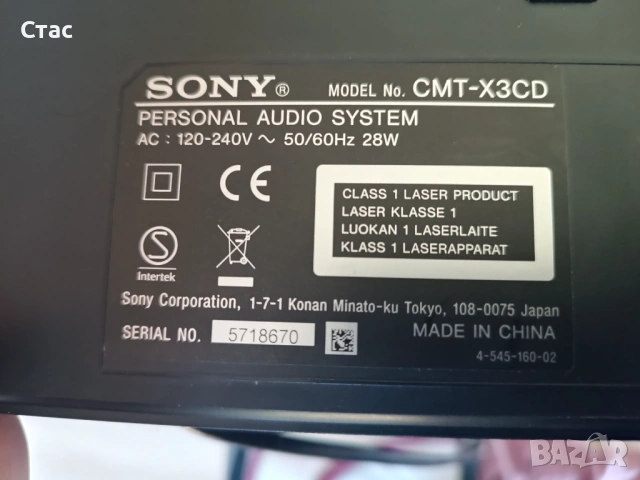 Стас
SONY® MODEL No. CMT-X3CD
PERSONAL AUDIO SYSTEM
AC : 120-240V ~ 50/60Hz 28W
CE
CLASS 1 LASER PRODUCT
LASER KLASSE 1
LUOKAN 1 LASERLAITE
KLASS 1 LASERAPPARAT
S
Intertek
Sony Corporation, 1-7-1 Konan Minato-ku Tokyo, 108-0075 Japan
SERIAL NO. 5718670 MADE IN CHINA
4-545-160-02
BAZAR